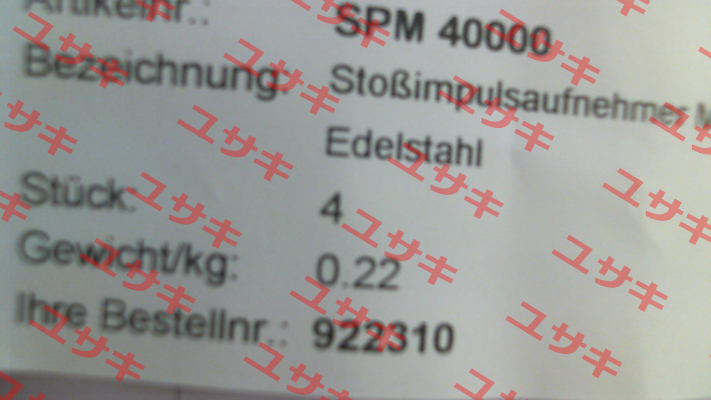 Artikelnr.: SPM 40000
Bezeichnung: Stoßimpulsaufnehmer
Edelstahl
Stück: 4
Gewicht/kg: 0.22
Ihre Bestellnr.: 922310
ユサキ